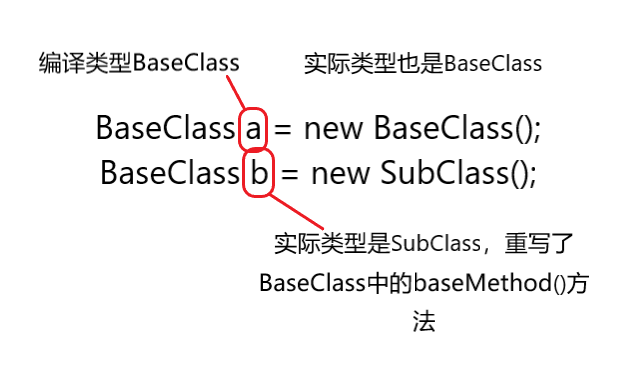 编译类型BaseClass 实际类型也是BaseClass
BaseClass a = new BaseClass();
BaseClass b = new SubClass();
实际类型是SubClass，重写了
BaseClass中的baseMethod()方
法